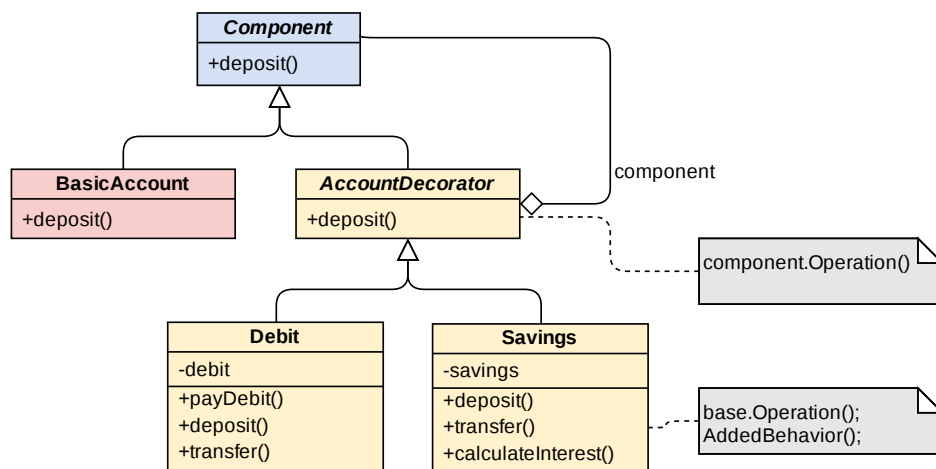 Component
+deposit()
component
BasicAccount
+deposit()
AccountDecorator
+deposit()
component.Operation()
Debit
-debit
+payDebit()
+deposit()
+transfer()
Savings
-savings
+deposit()
+transfer()
+calculateInterest()
base.Operation();
AddedBehavior();